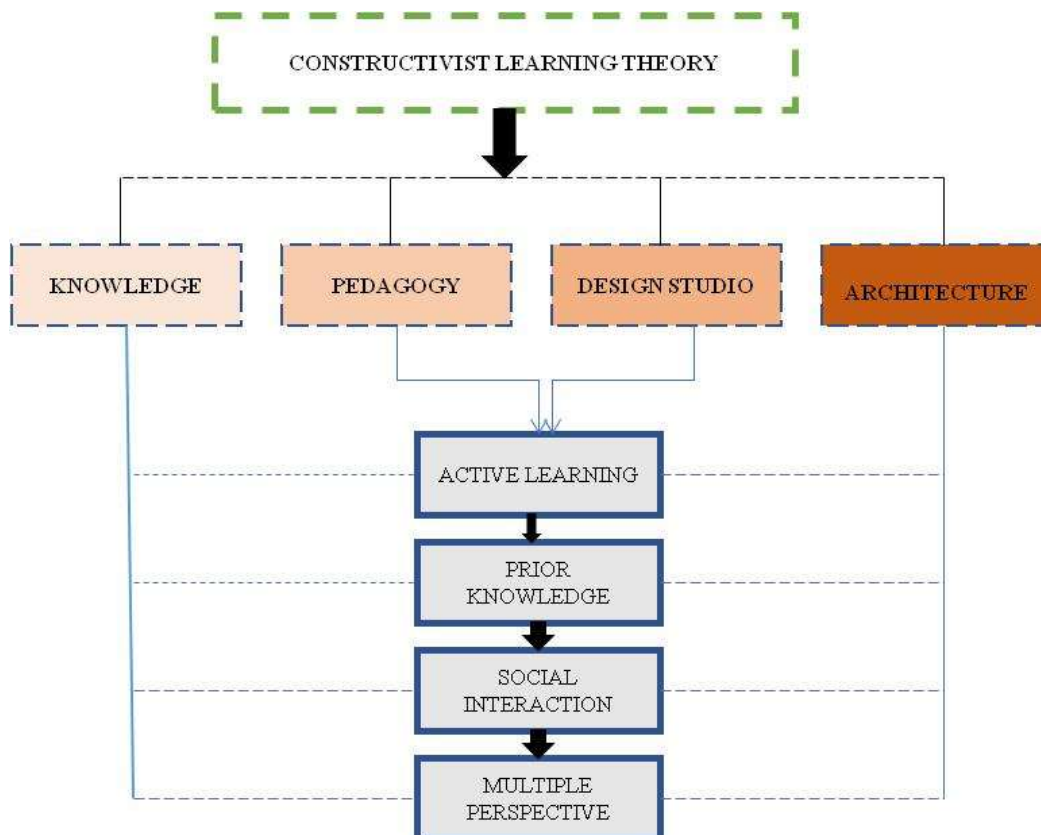 CONSTRUCTIVIST LEARNING THEORY
KNOWLEDGE
PEDAGOGY
DESIGN STUDIO
ARCHITECTURE
ACTIVE LEARNING
PRIOR
KNOWLEDGE
SOCIAL
INTERACTION
MULTIPLE
PERSPECTIVE